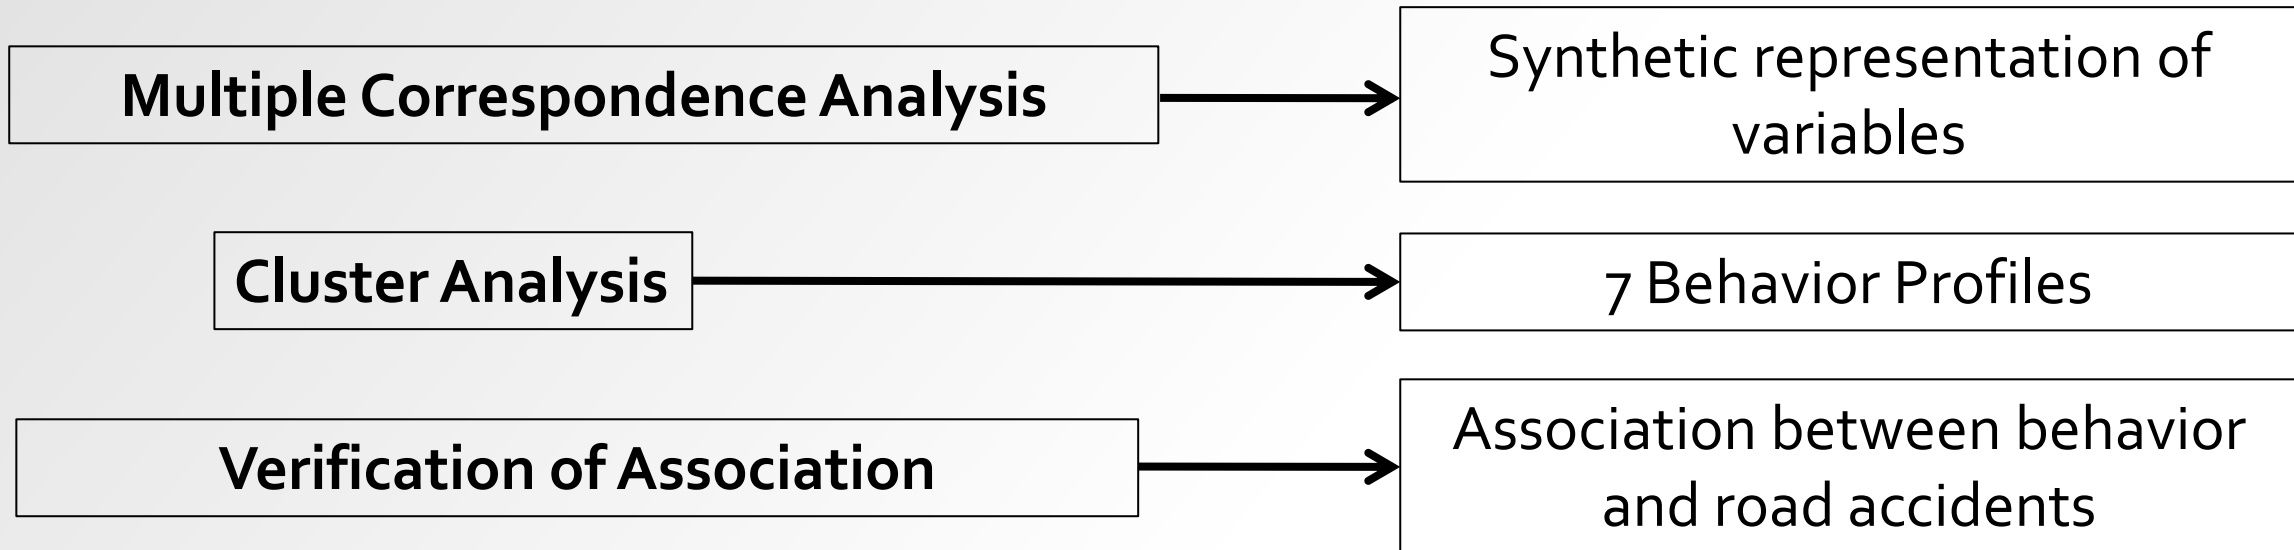 Multiple Correspondence Analysis
Synthetic representation of
variables
Cluster Analysis
7 Behavior Profiles
Verification of Association
Association between behavior
and road accidents